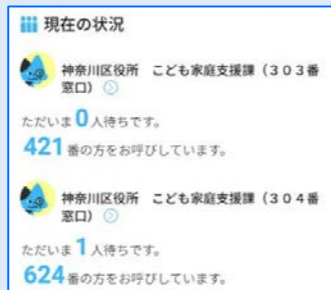 現在の状況
神奈川区役所　こども家庭支援課（３０３番
窓口）
ただいま0人待ちです。
421番の方をお呼びしています。
神奈川区役所　こども家庭支援課（３０４番
窓口）
ただいま1人待ちです。
624番の方をお呼びしています。